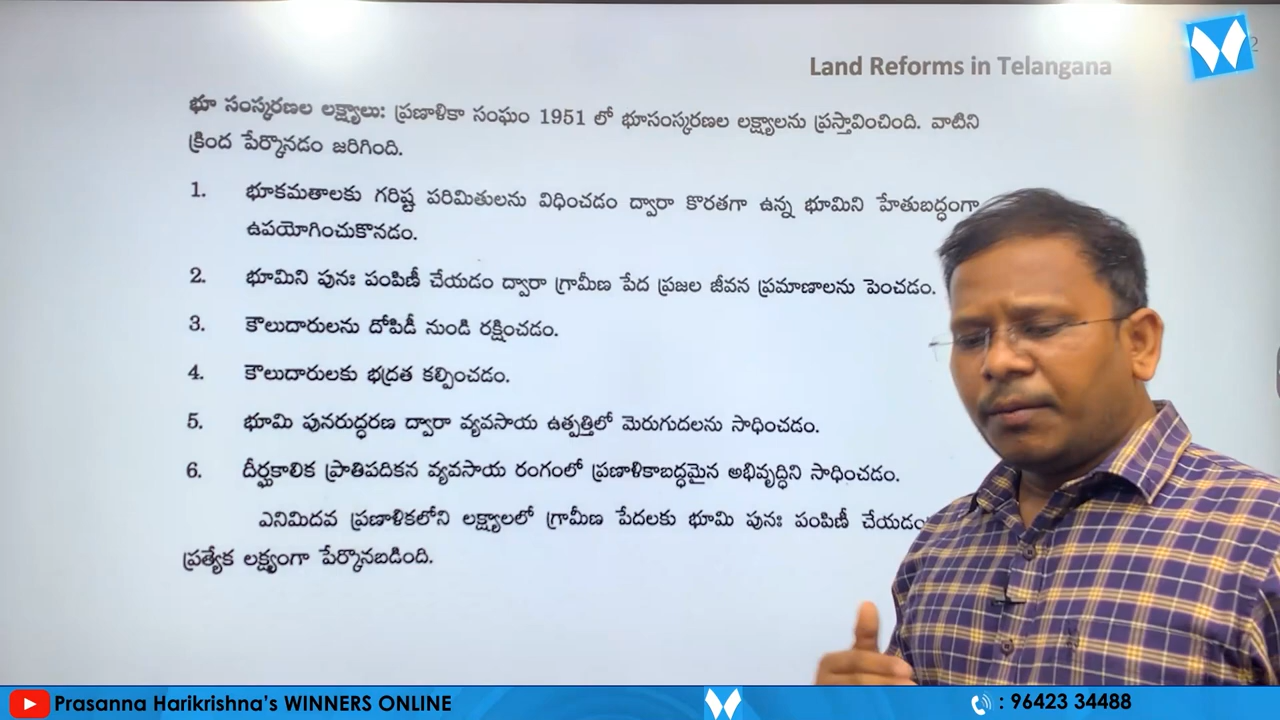 2
Land Reforms in Telangana
భూ సంస్కరణల లక్ష్యాలు: ప్రణాళికా సంఘం 1951 లో భూసంస్కరణల లక్ష్యాలను ప్రస్తావించింది. వాటిని
క్రింద పేర్కొనడం జరిగింది.
1. భూకమతాలకు గరిష్ట పరిమితులను విధించడం ద్వారా కొరతగా ఉన్న భూమిని హేతుబద్ధంగా
ఉపయోగించుకొనడం.
2. భూమిని పునః పంపిణీ చేయడం ద్వారా గ్రామీణ పేద ప్రజల జీవన ప్రమాణాలను పెంచడం.
3. కౌలుదారులను దోపిడీ నుండి రక్షించడం.
4. కౌలుదారులకు భద్రత కల్పించడం.
5. భూమి పునరుద్ధరణ ద్వారా వ్యవసాయ ఉత్పత్తిలో మెరుగుదలను సాధించడం.
6. దీర్ఘకాలిక ప్రాతిపదికన వ్యవసాయ రంగంలో ప్రణాళికాబద్ధమైన అభివృద్ధిని సాధించడం.
ఎనిమిదవ ప్రణాళికలోని లక్ష్యాలలో గ్రామీణ పేదలకు భూమి పునః పంపిణీ చేయడం
ప్రత్యేక లక్ష్యంగా పేర్కొనబడింది.
Prasanna Harikrishna's WINNERS ONLINE
: 96423 34488